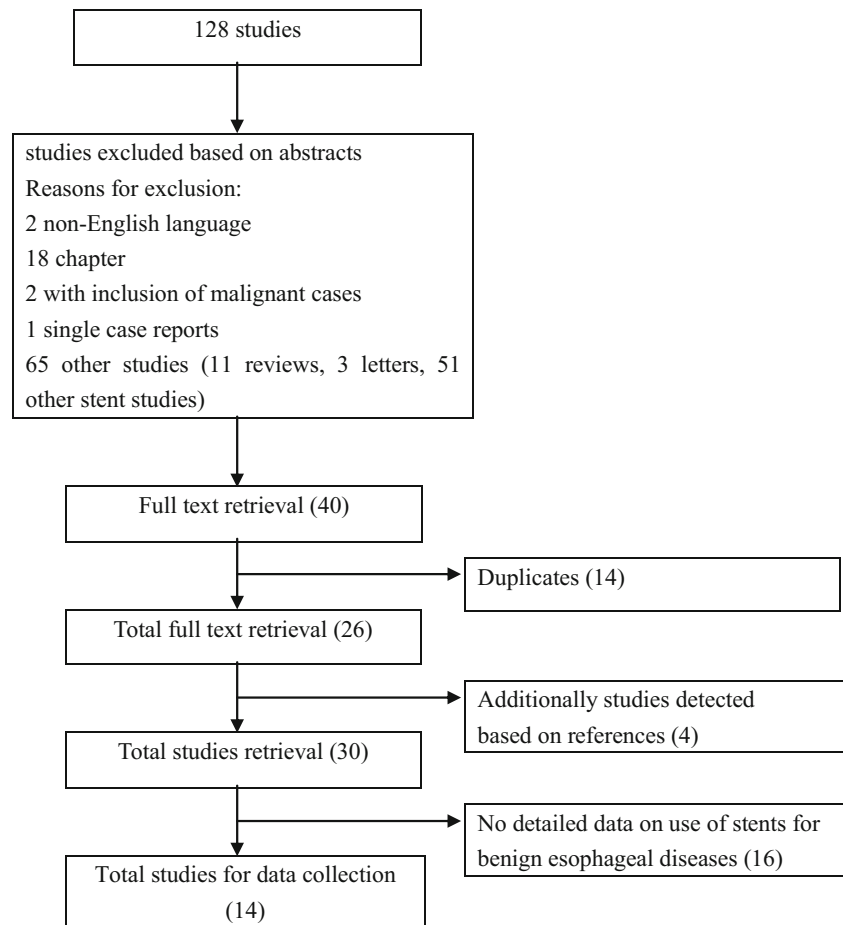 128 studies
studies excluded based on abstracts
Reasons for exclusion:
2 non-English language
18 chapter
2 with inclusion of malignant cases
1 single case reports
65 other studies (11 reviews, 3 letters, 51
other stent studies)
Full text retrieval (40)
Duplicates (14)
Total full text retrieval (26)
Additionally studies detected
based on references (4)
Total studies retrieval (30)
No detailed data on use of stents for
benign esophageal diseases (16)
Total studies for data collection
(14)